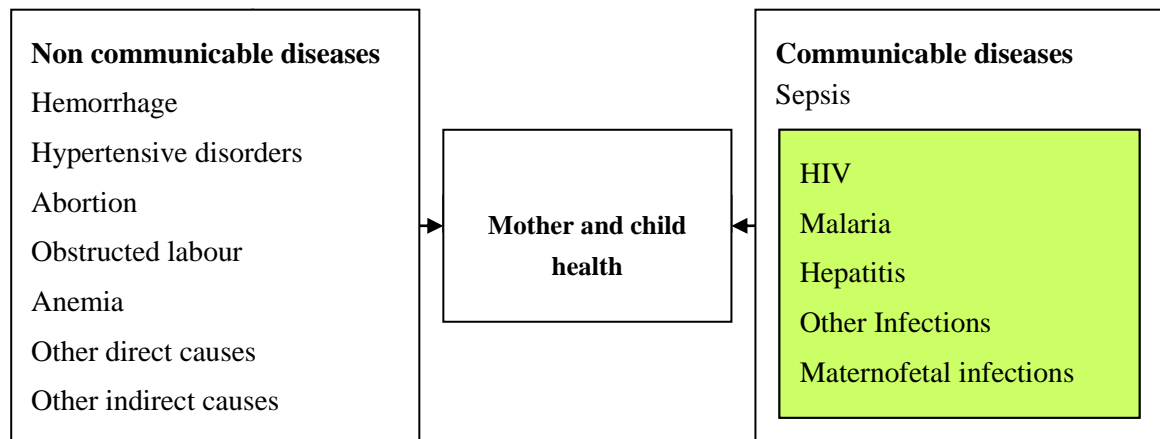 Non communicable diseases
Hemorrhage
Hypertensive disorders
Abortion
Obstructed labour
Anemia
Other direct causes
Other indirect causes
Mother and child
health
Communicable diseases
Sepsis
HIV
Malaria
Hepatitis
Other Infections
Maternofetal infections